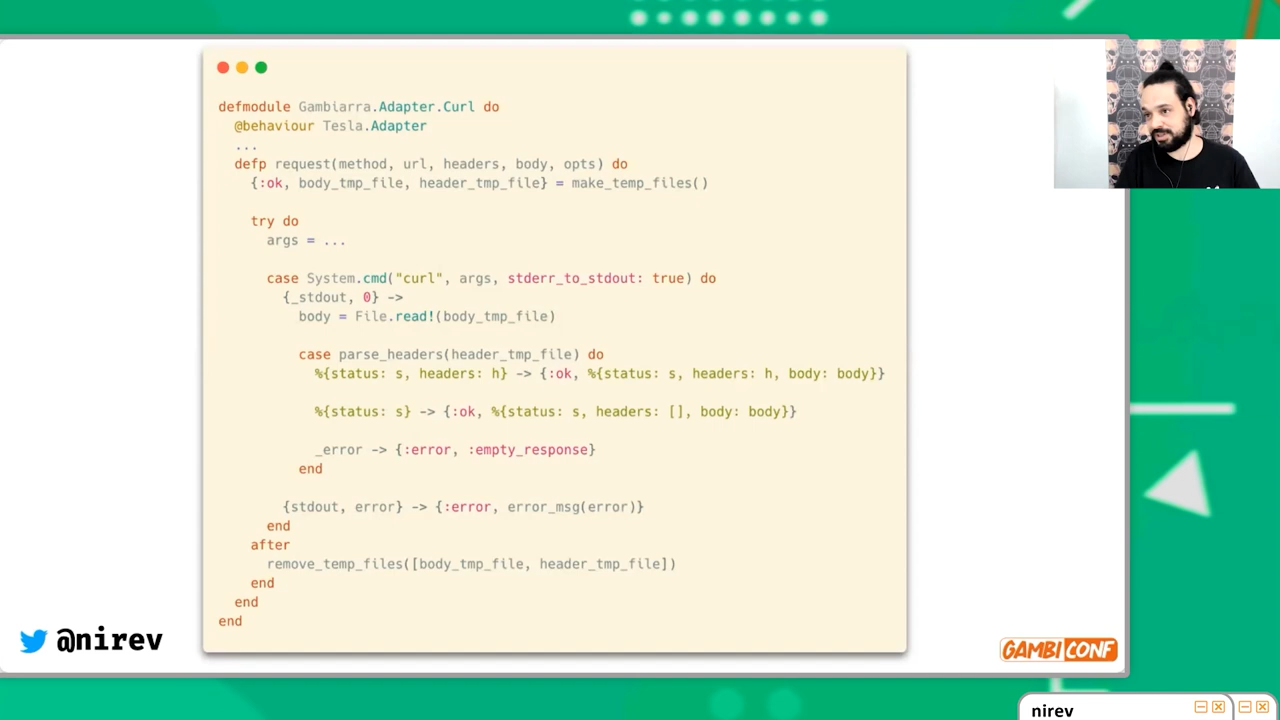 defmodule Gambiarra.Adapter.Curl do
@behaviour Tesla.Adapter
...
defp request(method, url, headers, body, opts) do
{:ok, body_tmp_file, header_tmp_file} = make_temp_files()
try do
args = ...
case System.cmd("curl", args, stderr_to_stdout: true) do
{_stdout, 0} ->
body = File.read!(body_tmp_file)
case parse_headers(header_tmp_file) do
%{status: s, headers: h} -> {:ok, %{status: s, headers: h, body: body}}
%{status: s} -> {:ok, %{status: s, headers: [], body: body}}
_error -> {:error, :empty_response}
end
{stdout, error} -> {:error, error_msg(error)}
end
after
remove_temp_files([body_tmp_file, header_tmp_file])
end
end
end
@nirev
GAMBICONF
nirev